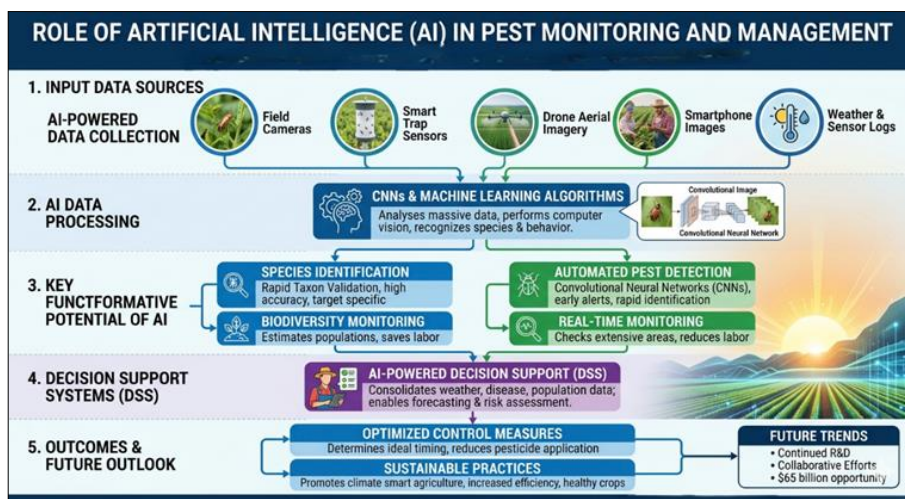 ROLE OF ARTIFICIAL INTELLIGENCE (AI) IN PEST MONITORING AND MANAGEMENT
1. INPUT DATA SOURCES
AI-POWERED
DATA COLLECTION
Field
Cameras
Smart
Trap
Sensors
Drone Aerial
Imagery
Smartphone
Images
Weather &
Sensor Logs
2. AI DATA
PROCESSING
CNNs & MACHINE LEARNING ALGORITHMS
Analyses massive data, performs computer
vision, recognizes species & behavior.
Convolutional Image
Convolutional Neural Network
3. KEY
FUNCTFORMATIVE
POTENTIAL OF AI
SPECIES IDENTIFICATION
Rapid Taxon Validation, high
accuracy, target specific
BIODIVERSITY MONITORING
Estimates populations, saves labor
AUTOMATED PEST DETECTION
Convolutional Neural Networks (CNNs),
early alerts, rapid identification
REAL-TIME MONITORING
Checks extensive areas, reduces labor
4. DECISION SUPPORT
SYSTEMS (DSS)
AI-POWERED DECISION SUPPORT (DSS)
Consolidates weather, disease, population data;
enables forecasting & risk assessment.
5. OUTCOMES &
FUTURE OUTLOOK
OPTIMIZED CONTROL MEASURES
Determines ideal timing, reduces pesticide application
SUSTAINABLE PRACTICES
Promotes climate smart agriculture, increased efficiency, healthy crops
FUTURE TRENDS
• Continued R&D
• Collaborative Efforts
• $65 billion opportunity